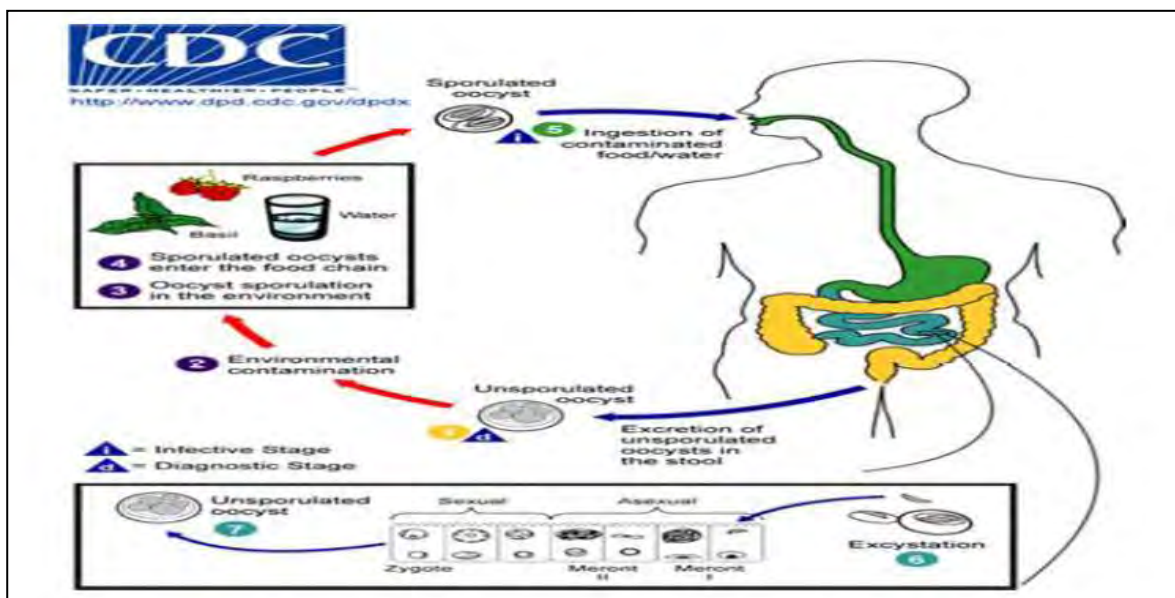 CDC
SAFER • HEALTHIER • PEOPLE™
http://www.dpd.cdc.gov/dpdx
Sporulated
oocyst
i
5
Ingestion of
contaminated
food/water
Raspberries
Water
Basil
4 Sporulated oocysts
enter the food chain
3 Oocyst sporulation
in the environment
2 Environmental
contamination
Unsporulated
oocyst
d
Excretion of
unsporulated
oocysts in
the stool
i = Infective Stage
d = Diagnostic Stage
Unsporulated
oocyst
7
Sexual
Asexual
Zygote
Meront
II
Meront
I
Excystation
6